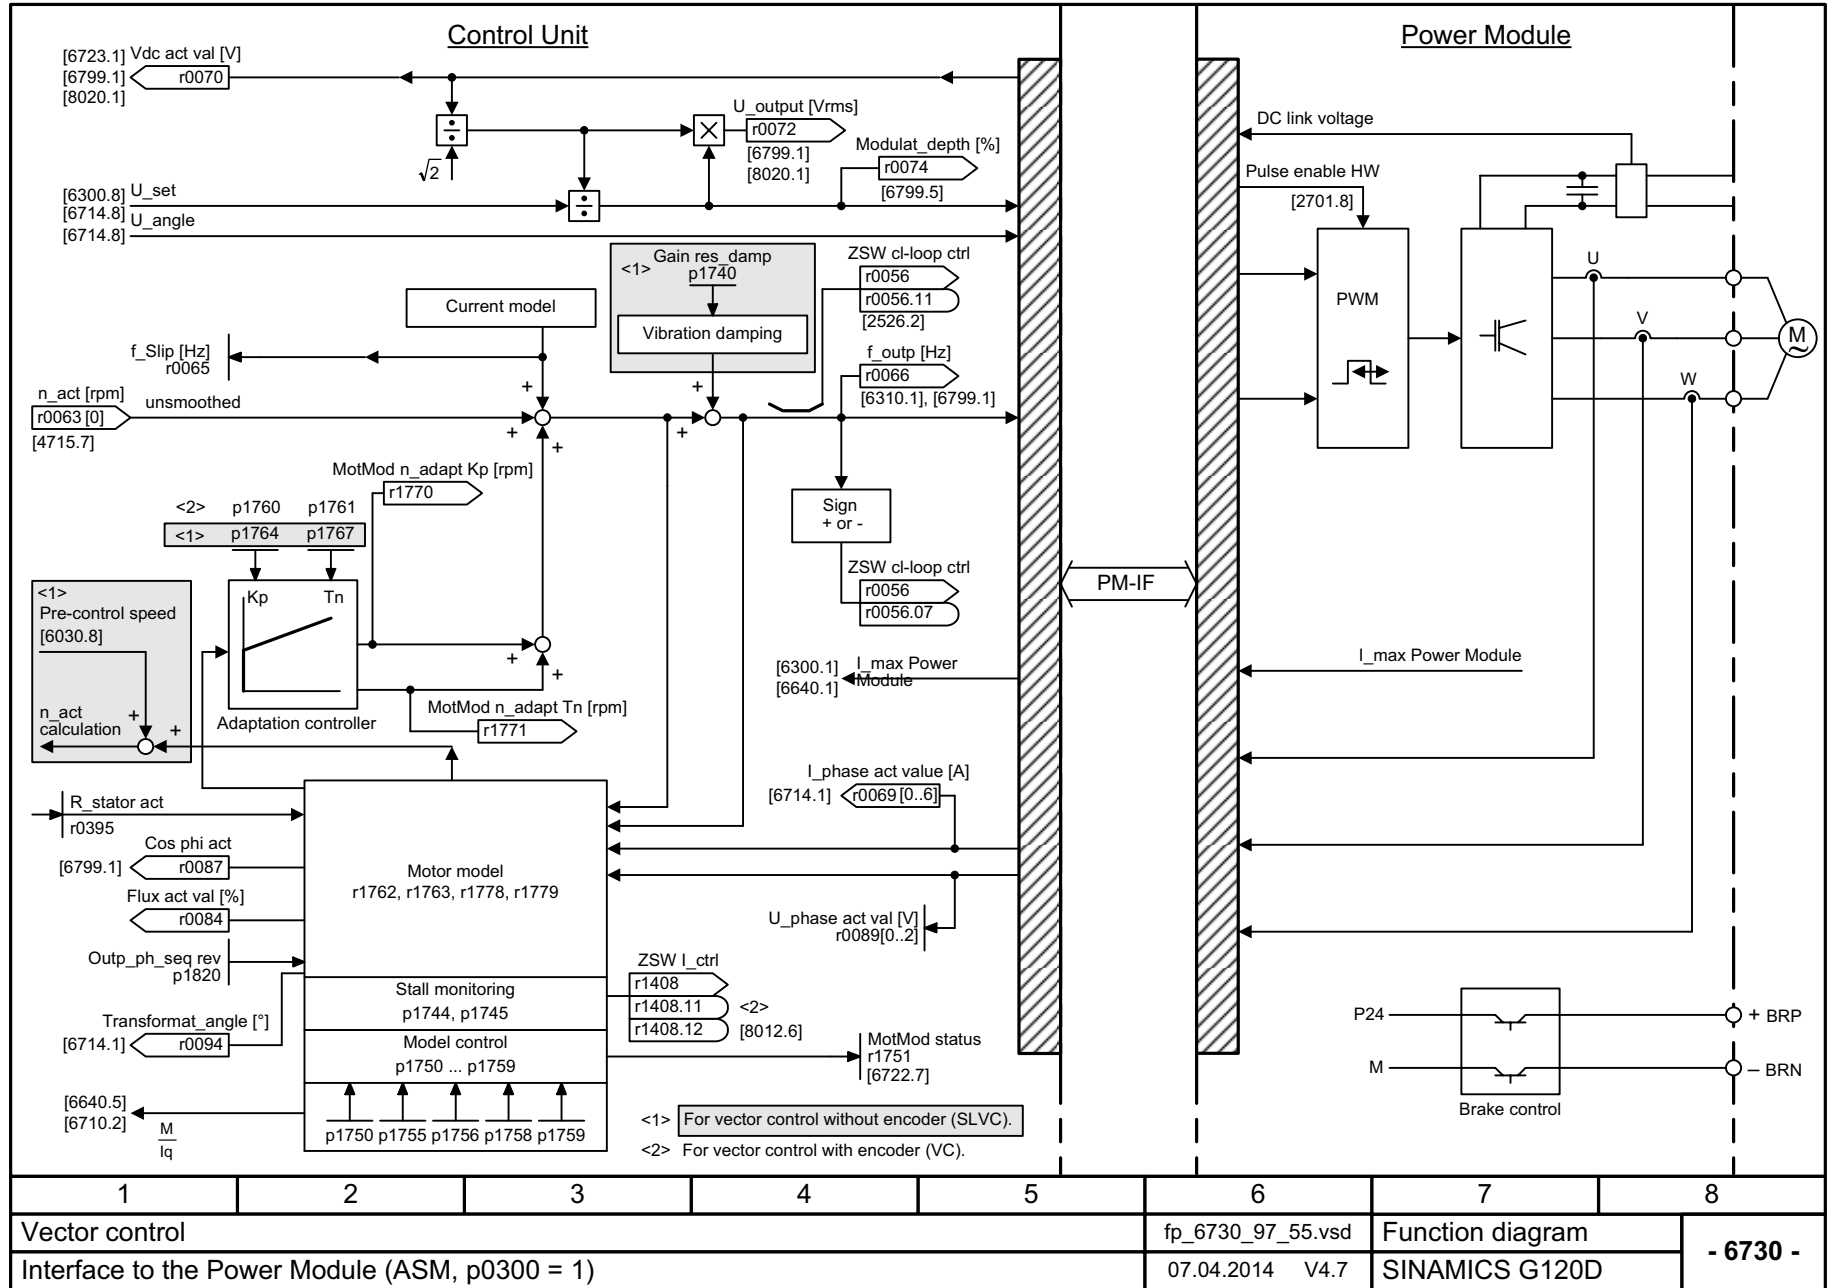 Control Unit
Power Module
[6723.1] Vdc act val [V]
[6799.1] r0070
[8020.1]
√2
U_output [Vrms]
r0072
[6799.1]
[8020.1]
Modulat_depth [%]
r0074
[6799.5]
[6300.8] U_set
[6714.8] U_angle
[6714.8]
DC link voltage
Pulse enable HW
[2701.8]
<1> Gain res_damp
p1740
Vibration damping
ZSW cl-loop ctrl
r0056
r0056.11
[2526.2]
Current model
f_Slip [Hz]
r0065
f_outp [Hz]
r0066
[6310.1], [6799.1]
n_act [rpm]
r0063 [0]
unsmoothed
[4715.7]
+
+
+
+
+
PWM
U
V
W
M
~
MotMod n_adapt Kp [rpm]
r1770
<2> p1760 p1761
<1> p1764 p1767
Kp Tn
Adaptation controller
+
+
MotMod n_adapt Tn [rpm]
r1771
Sign
+ or -
ZSW cl-loop ctrl
r0056
r0056.07
PM-IF
<1>
Pre-control speed
[6030.8]
n_act
calculation
+
+
[6300.1] I_max Power
[6640.1] Module
I_max Power Module
I_phase act value [A]
[6714.1] r0069 [0..6]
R_stator act
r0395
Cos phi act
[6799.1] r0087
Flux act val [%]
r0084
Outp_ph_seq rev
p1820
Transformat_angle [°]
[6714.1] r0094
[6640.5]
[6710.2]
M
Iq
Motor model
r1762, r1763, r1778, r1779
Stall monitoring
p1744, p1745
Model control
p1750 ... p1759
p1750 p1755 p1756 p1758 p1759
U_phase act val [V]
r0089[0..2]
ZSW I_ctrl
r1408
r1408.11 <2>
r1408.12 [8012.6]
MotMod status
r1751
[6722.7]
P24
+ BRP
M
– BRN
Brake control
<1> For vector control without encoder (SLVC).
<2> For vector control with encoder (VC).
1 2 3 4 5 6 7 8
Vector control
fp_6730_97_55.vsd
Function diagram
- 6730 -
Interface to the Power Module (ASM, p0300 = 1)
07.04.2014 V4.7
SINAMICS G120D